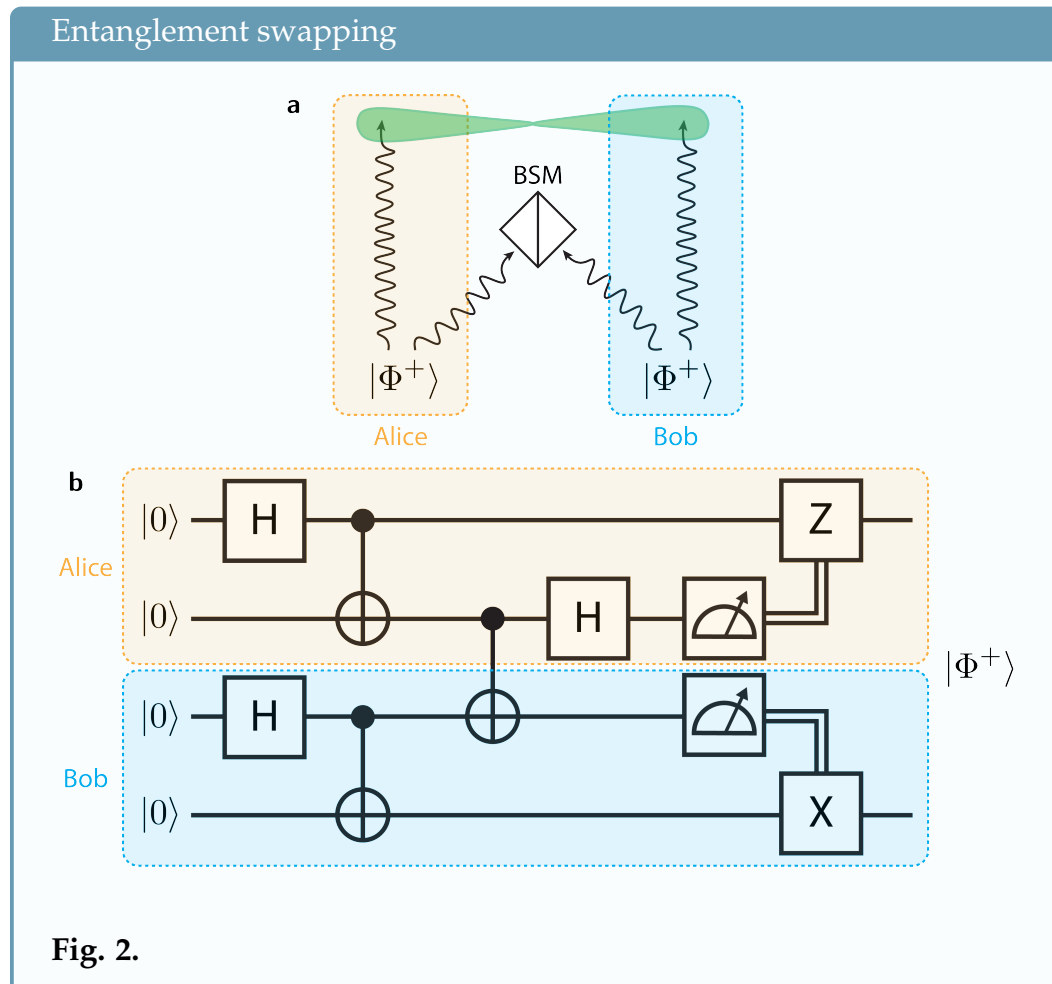 Entanglement swapping
a
BSM
|Φ⁺⟩ |Φ⁺⟩
Alice Bob
b
|0⟩ H Z
Alice
|0⟩ H
|Φ⁺⟩
|0⟩ H
Bob
|0⟩ X
Fig. 2.